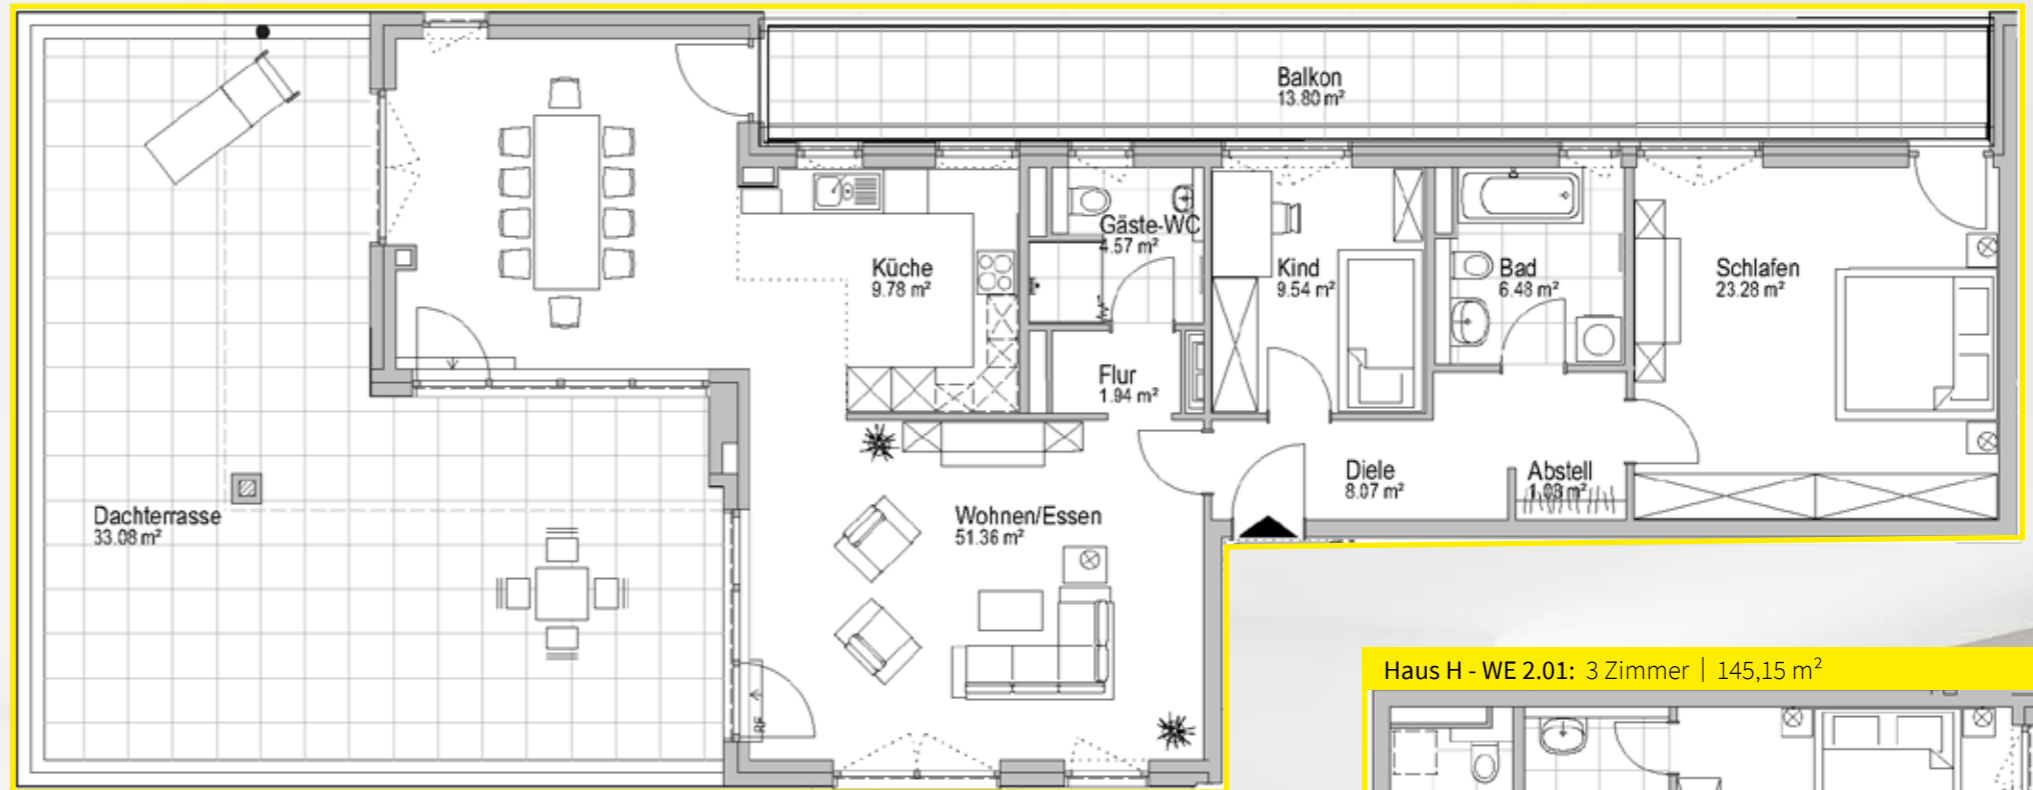 Balkon
13.80 m²
Gäste-WC
4.57 m²
Küche
9.78 m²
Kind
9.54 m²
Bad
6.48 m²
Schlafen
23.28 m²
Flur
1.94 m²
Diele
8.07 m²
Abstell
Dachterrasse
33.08 m²
Wohnen/Essen
51.36 m²
RF
Haus H - WE 2.01: 3 Zimmer | 145,15 m²